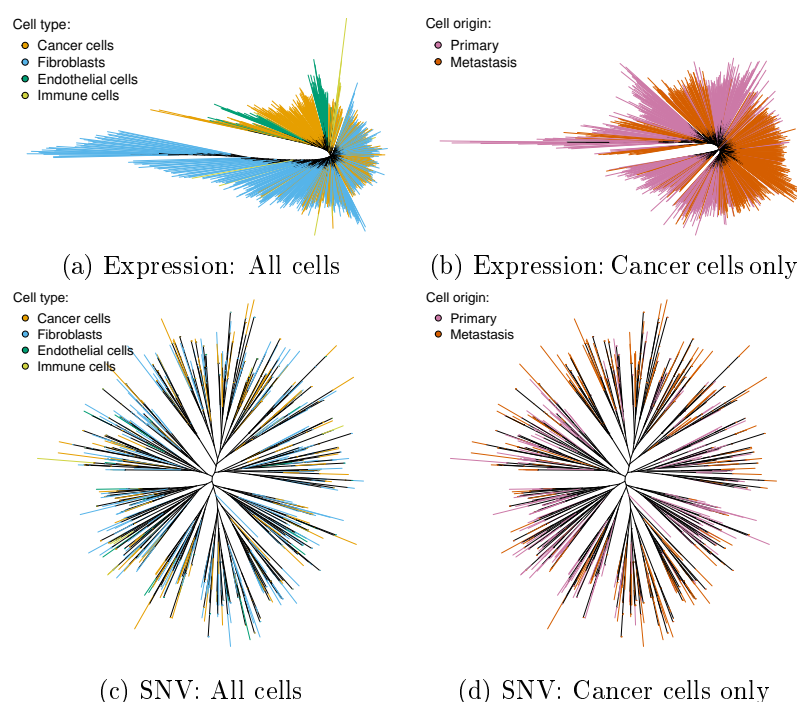 Cell type:
Cancer cells
Fibroblasts
Endothelial cells
Immune cells
Cell origin:
Primary
Metastasis
(a) Expression: All cells
(b) Expression: Cancer cells only
Cell type:
Cancer cells
Fibroblasts
Endothelial cells
Immune cells
Cell origin:
Primary
Metastasis
(c) SNV: All cells
(d) SNV: Cancer cells only